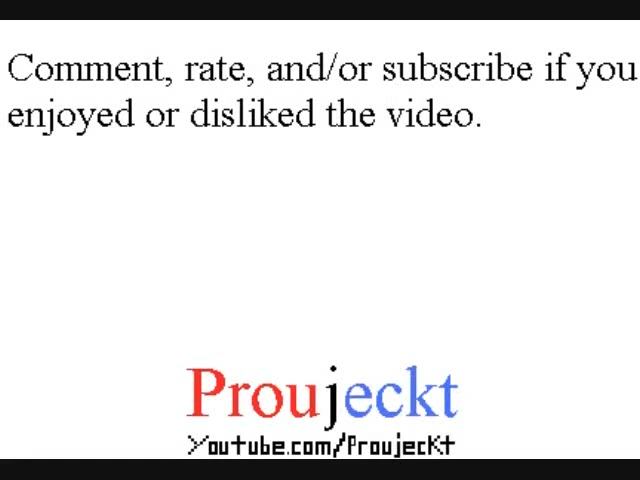 Comment, rate, and/or subscribe if you
enjoyed or disliked the video.
Proujeckt
Youtube.com/ProujecKt